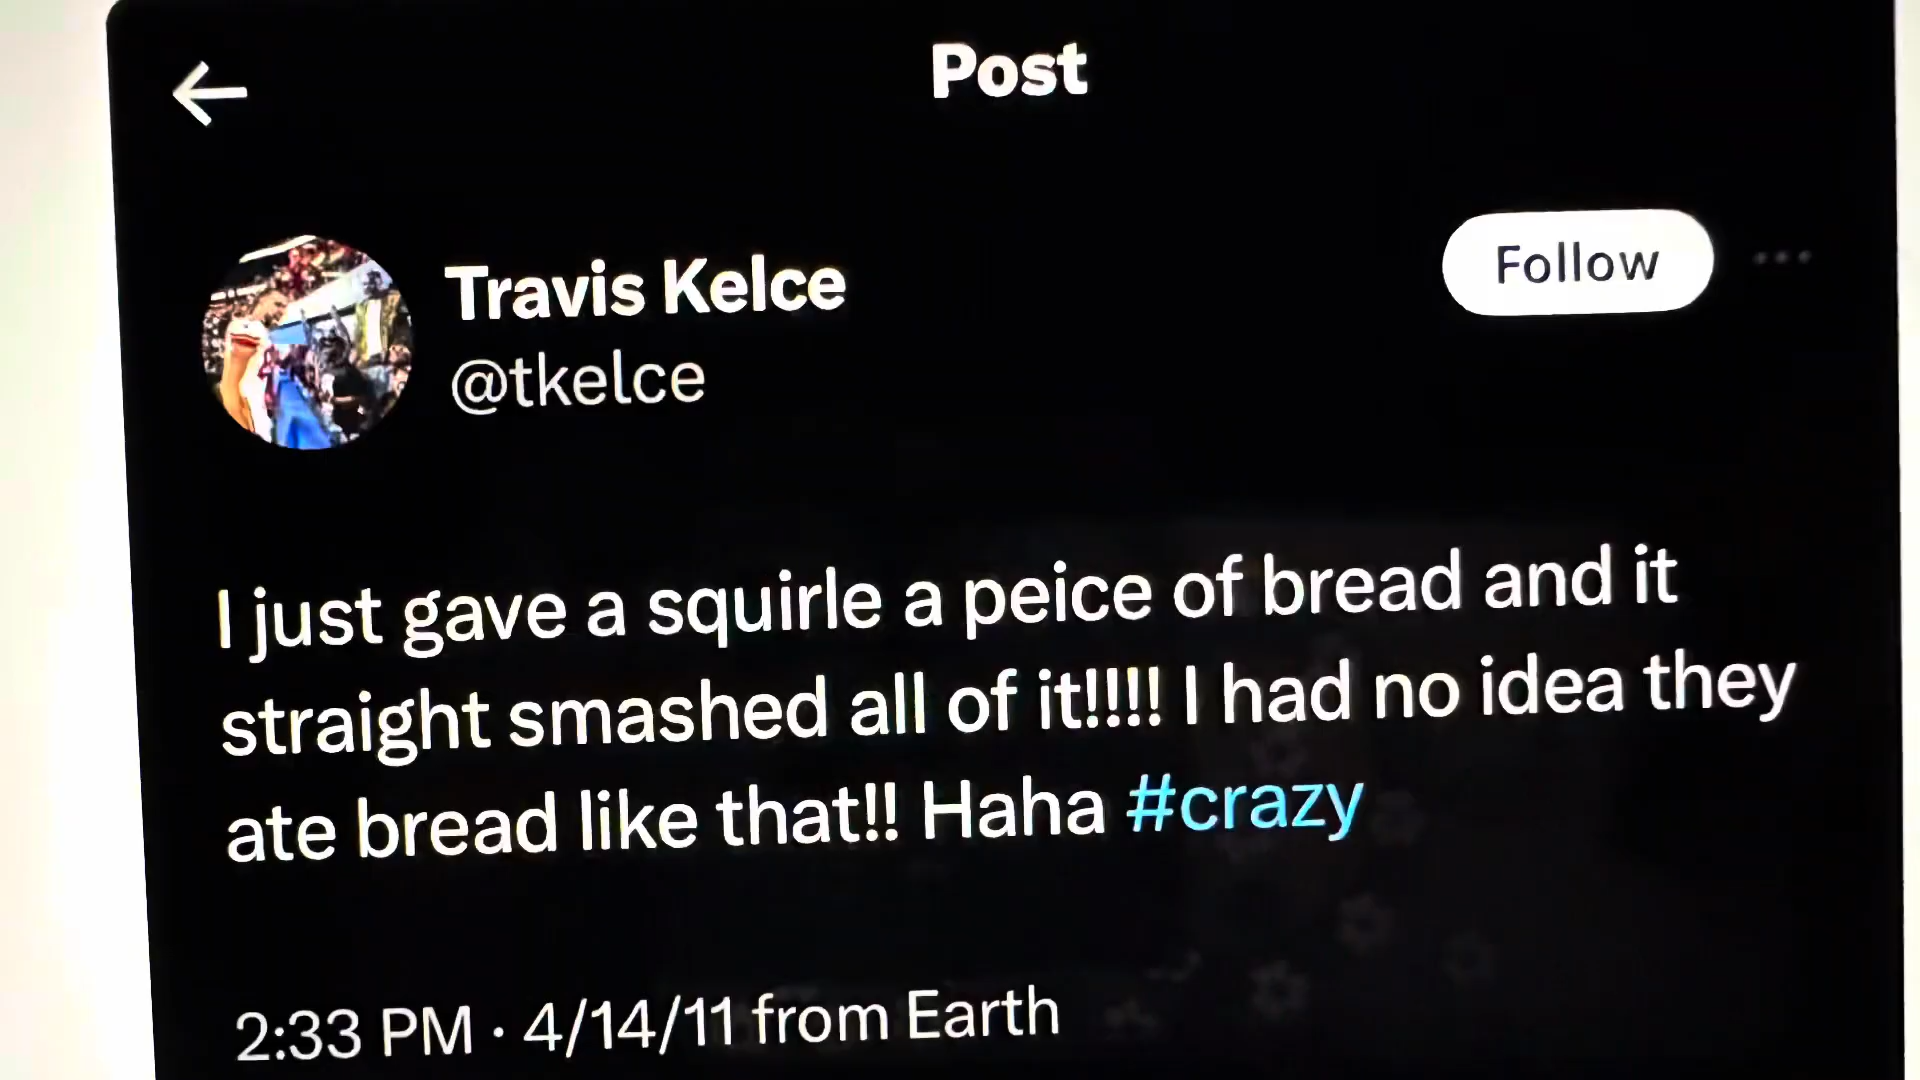 Post
Travis Kelce
Follow
@tkelce
I just gave a squirle a peice of bread and it
straight smashed all of it!!!! I had no idea they
ate bread like that!! Haha #crazy
2:33 PM · 4/14/11 from Earth